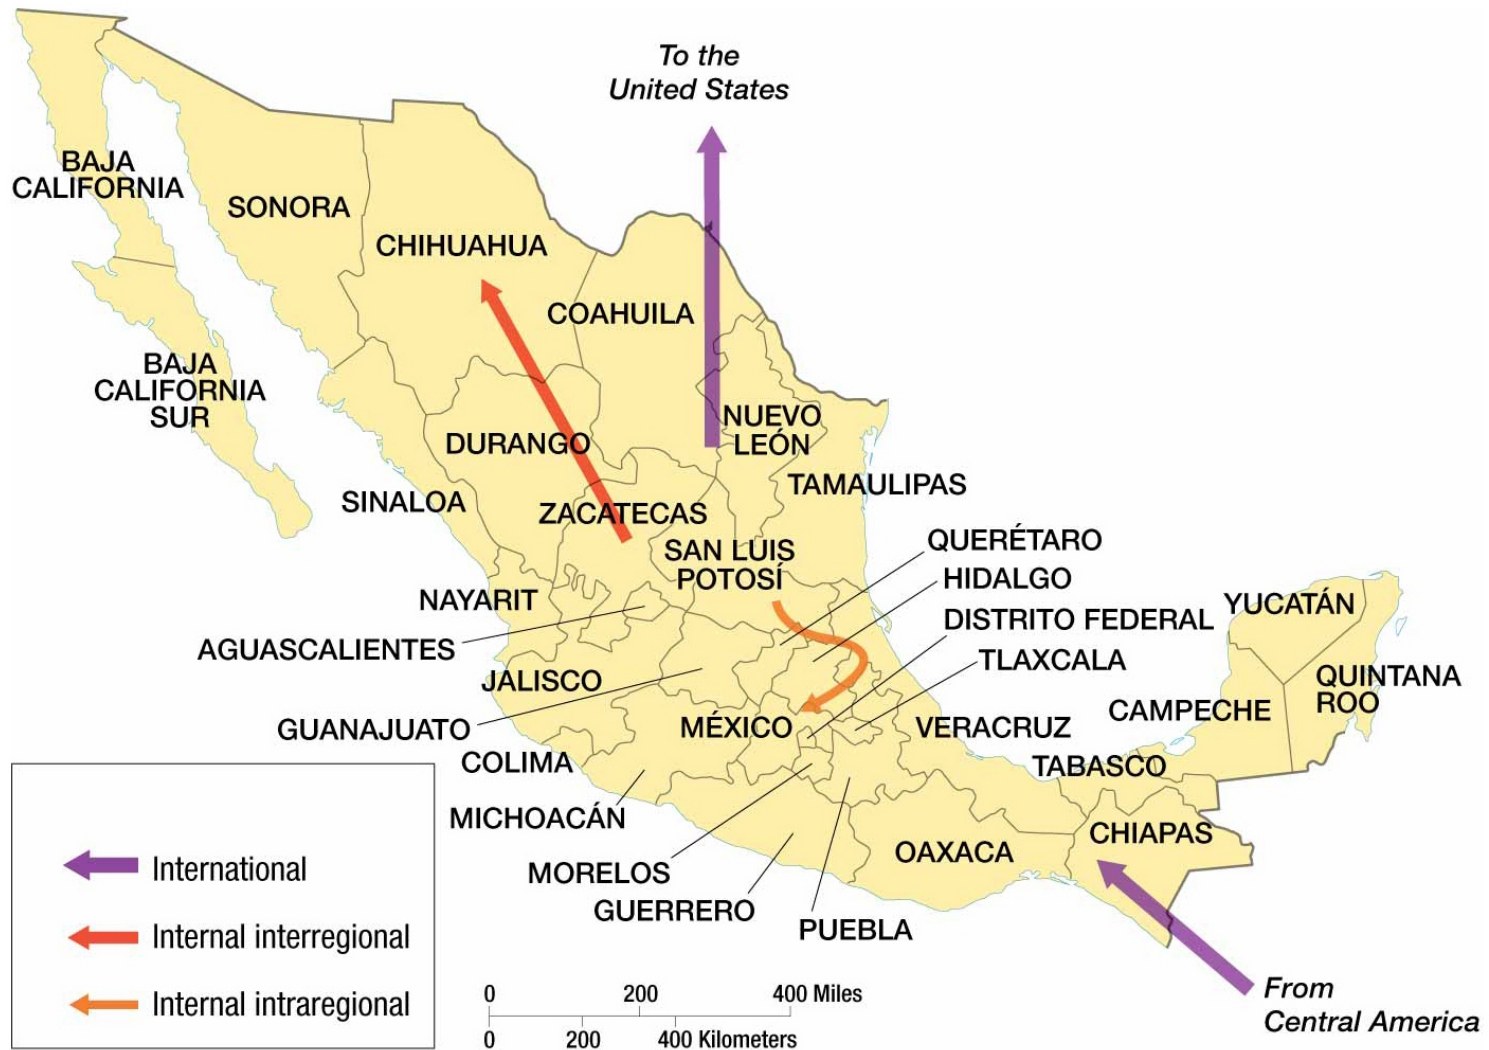 To the
United States
BAJA
CALIFORNIA
SONORA
CHIHUAHUA
COAHUILA
BAJA
CALIFORNIA
SUR
NUEVO
LEÓN
DURANGO
TAMAULIPAS
SINALOA
ZACATECAS
SAN LUIS
POTOSÍ
QUERÉTARO
HIDALGO
NAYARIT
DISTRITO FEDERAL
YUCATÁN
AGUASCALIENTES
TLAXCALA
JALISCO
QUINTANA
ROO
GUANAJUATO
MÉXICO
VERACRUZ
CAMPECHE
COLIMA
TABASCO
MICHOACÁN
CHIAPAS
OAXACA
MORELOS
GUERRERO
PUEBLA
International
Internal interregional
Internal intraregional
0 200 400 Miles
0 200 400 Kilometers
From
Central America